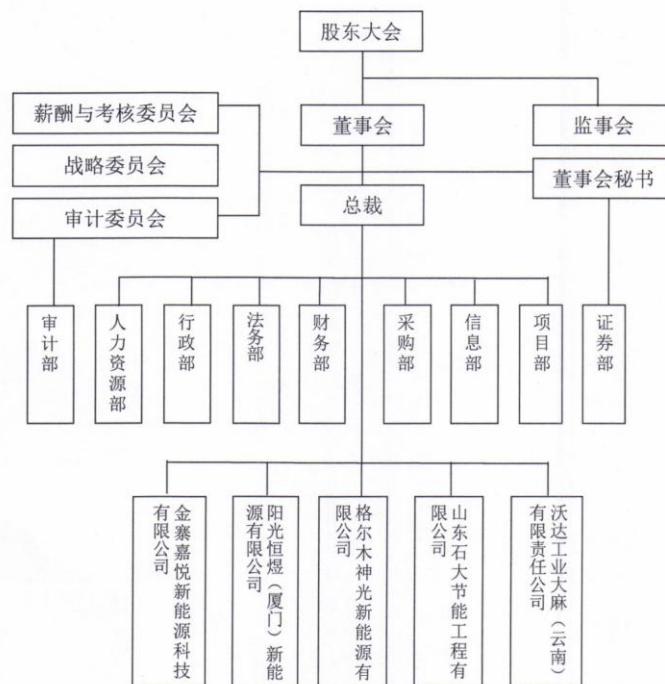 股东大会
薪酬与考核委员会
董事会
监事会
战略委员会
董事会秘书
审计委员会
总裁
审计部
人力资源部
行政部
法务部
财务部
采购部
信息部
项目部
证券部
金寨嘉悦新能源科技
有限公司
阳光恒煜（厦门）新能
源有限公司
格尔木神光新能源有
限公司
山东石大节能工程有
限公司
沃达工业大麻（云南）
有限责任公司